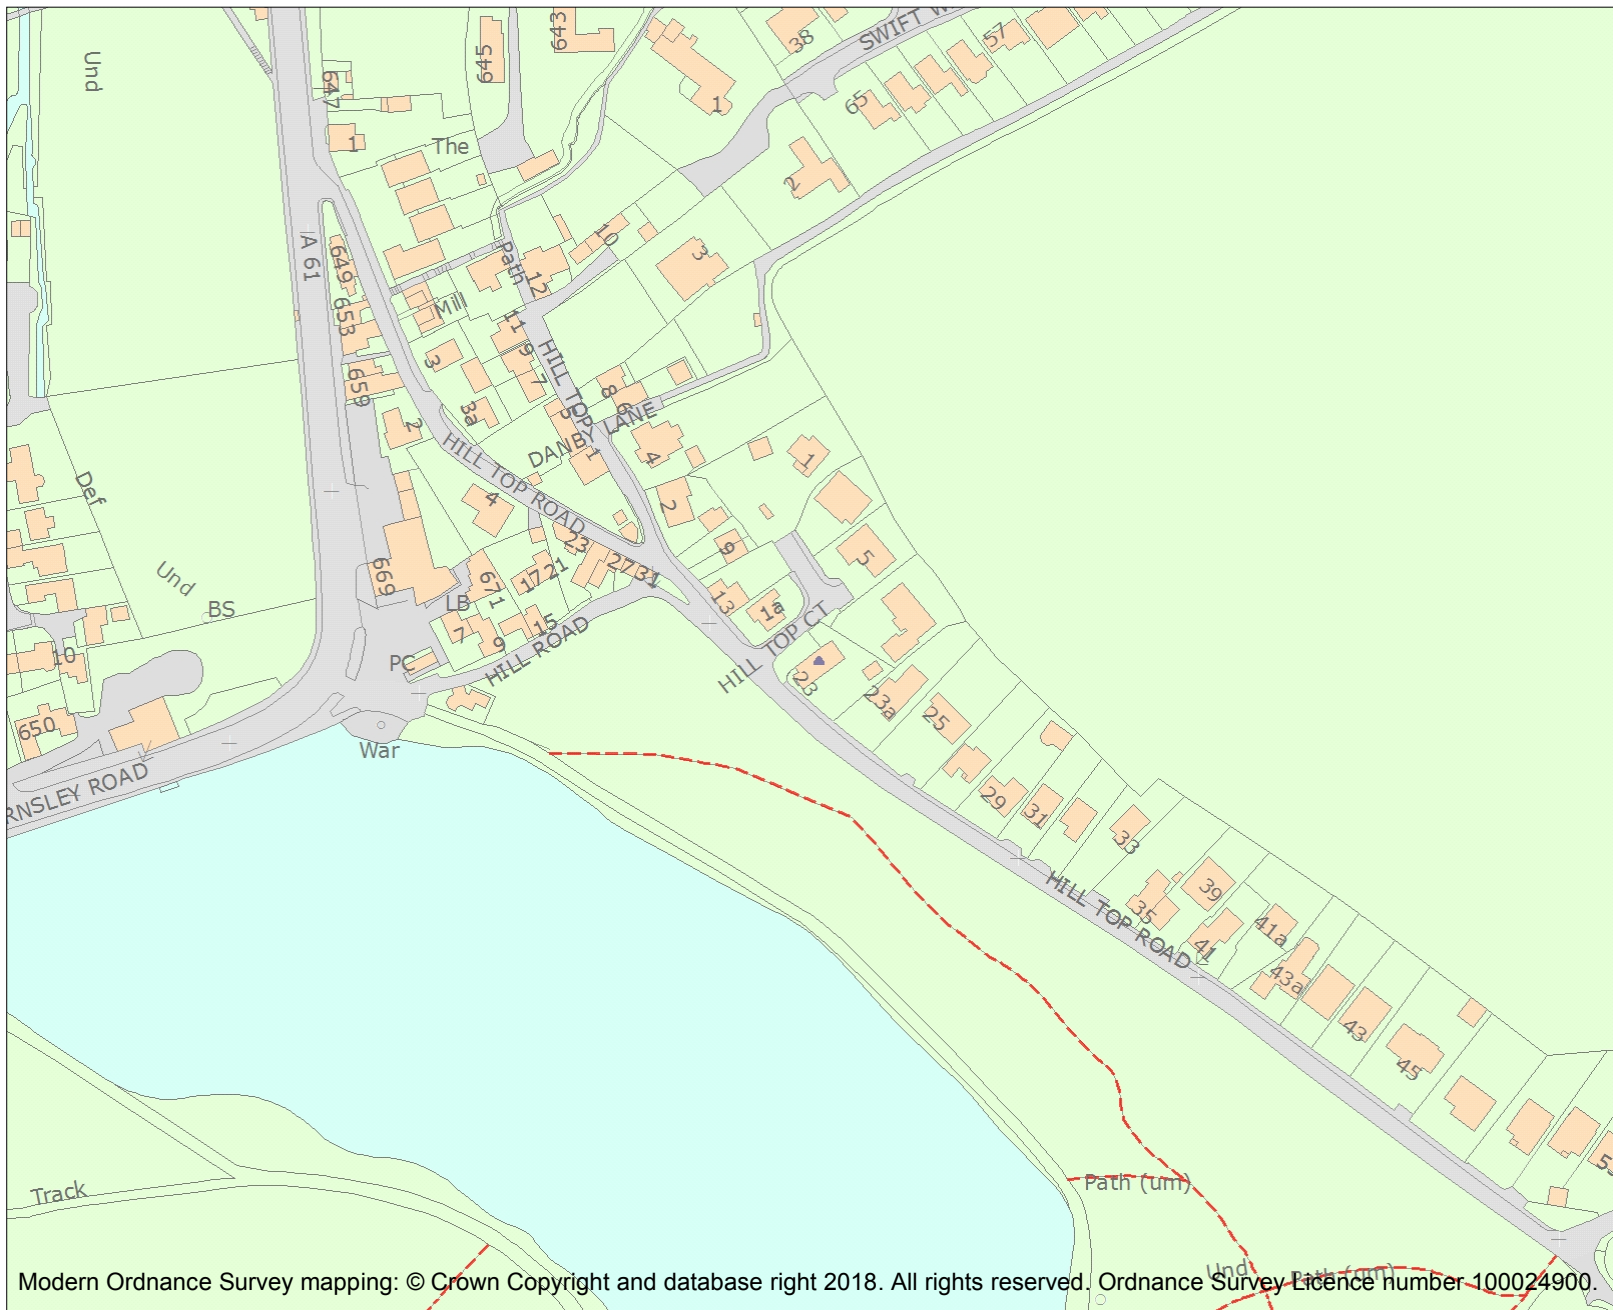 643
SWIFT W
38
57
Unp
645
647
1
65
1
The
2
10
A 61
649
Path
3
12
Mill
653
11
HILL TOP
9
3
7
659
8
6
3a
5
DANBY LANE
2
HILL TOP ROAD
1
4
1
Def
4
2
23
9
5
669
Und
671
1721
2731
BS
LB
13
1a
7
9
15
HILL ROAD
HILL TOP CT
10
PC
23
23a
25
650
War
RNSLEY ROAD
29
31
33
HILL TOP ROAD
39
35
41a
41
43a
43
45
Track
Path (um)
Und
Path (um)
Modern Ordnance Survey mapping: © Crown Copyright and database right 2018. All rights reserved. Ordnance Survey Licence number 100024900.